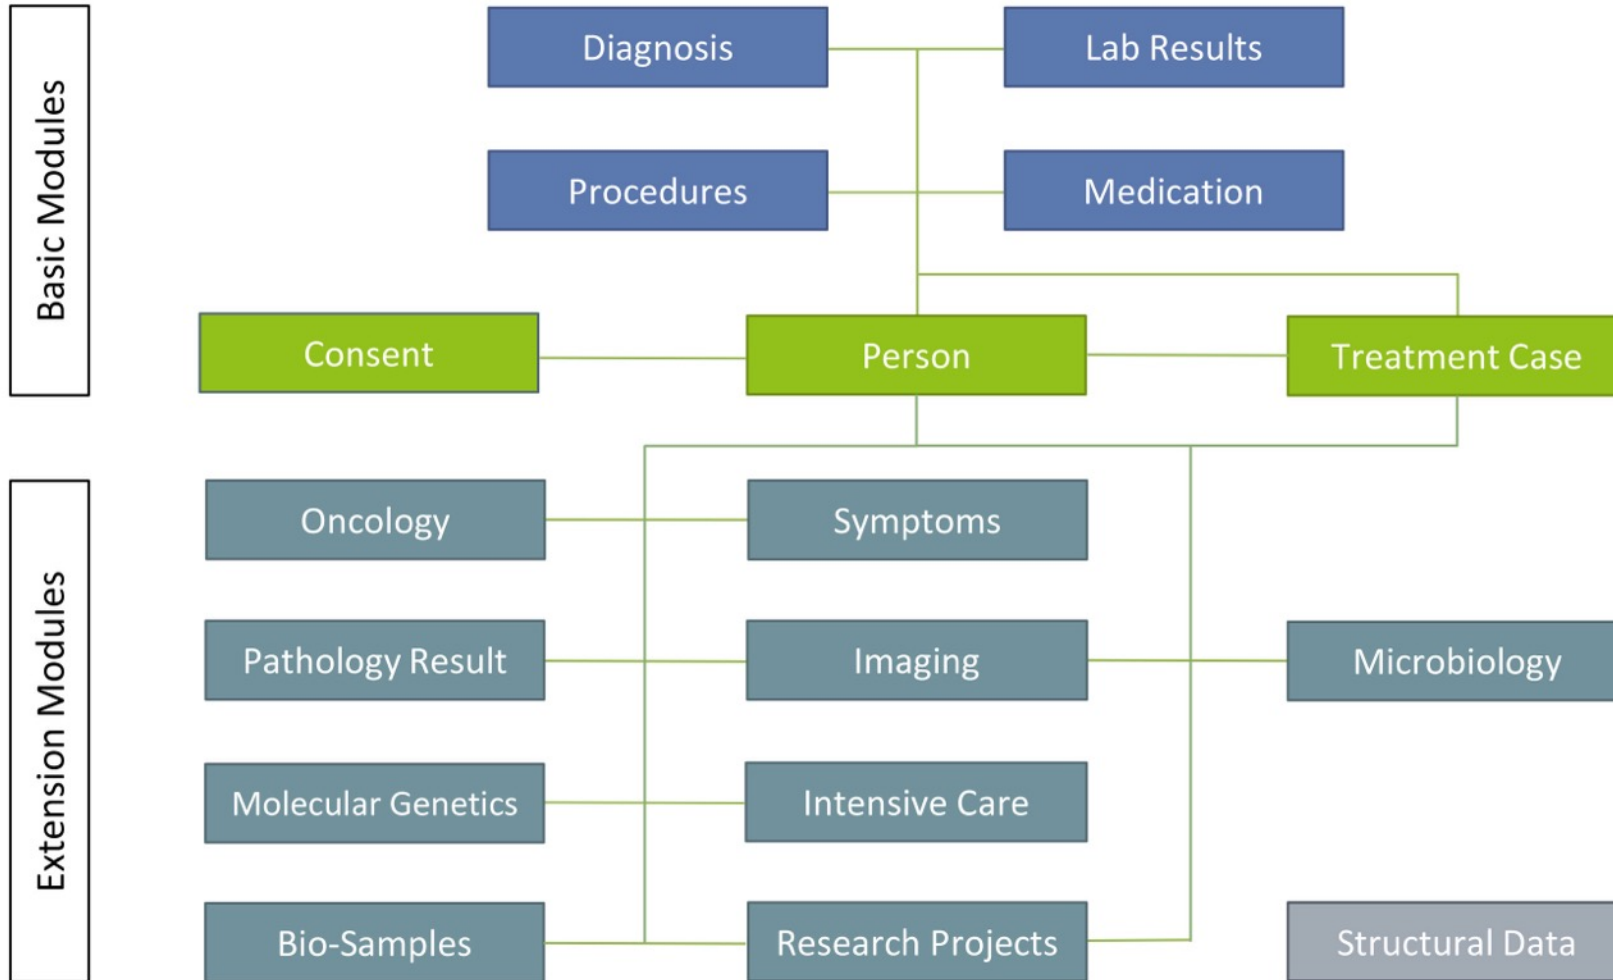 Basic Modules
Diagnosis
Lab Results
Procedures
Medication
Consent
Person
Treatment Case
Extension Modules
Oncology
Symptoms
Pathology Result
Imaging
Microbiology
Molecular Genetics
Intensive Care
Bio-Samples
Research Projects
Structural Data